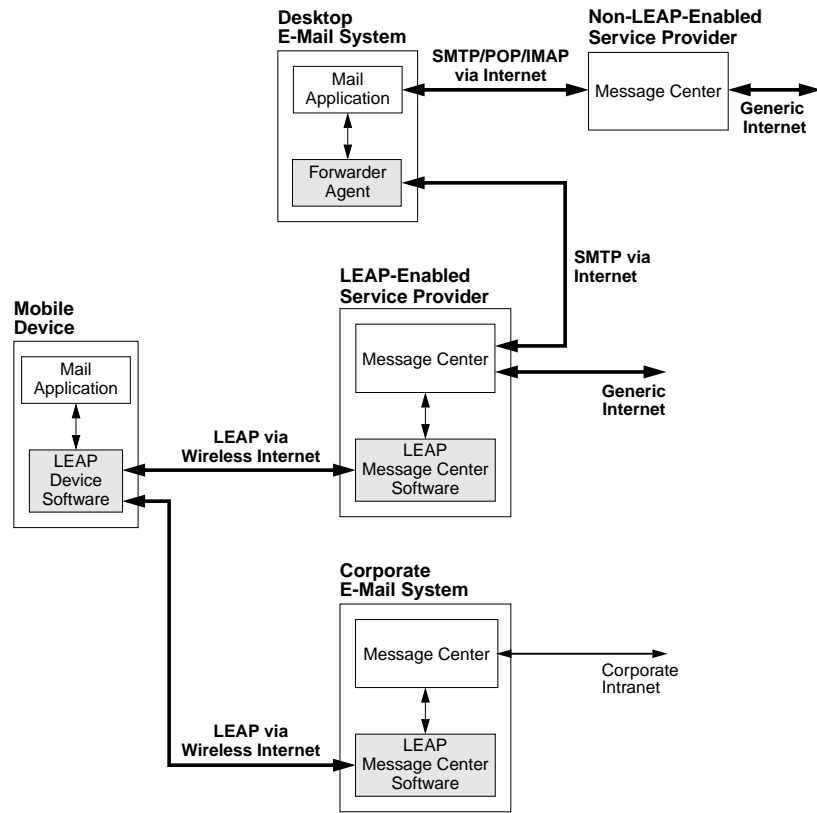 Desktop
E-Mail System
Non-LEAP-Enabled
Service Provider
SMTP/POP/IMAP
via Internet
Mail
Application
Message Center
Generic
Internet
Forwarder
Agent
SMTP via
Internet
LEAP-Enabled
Service Provider
Mobile
Device
Message Center
Mail
Application
Generic
Internet
LEAP via
Wireless Internet
LEAP
Device
Software
LEAP
Message Center
Software
Corporate
E-Mail System
Message Center
Corporate
Intranet
LEAP via
Wireless Internet
LEAP
Message Center
Software